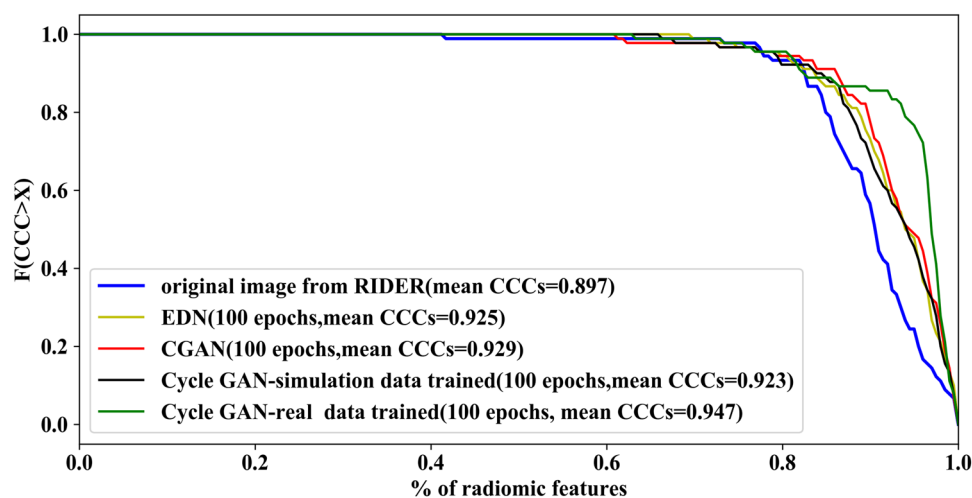 1.0
0.8
0.6
0.4
0.2
0.0
F(CCC>X)
original image from RIDER(mean CCCs=0.897)
EDN(100 epochs,mean CCCs=0.925)
CGAN(100 epochs,mean CCCs=0.929)
Cycle GAN-simulation data trained(100 epochs,mean CCCs=0.923)
Cycle GAN-real  data trained(100 epochs, mean CCCs=0.947)
0.0 0.2 0.4 0.6 0.8 1.0
% of radiomic features